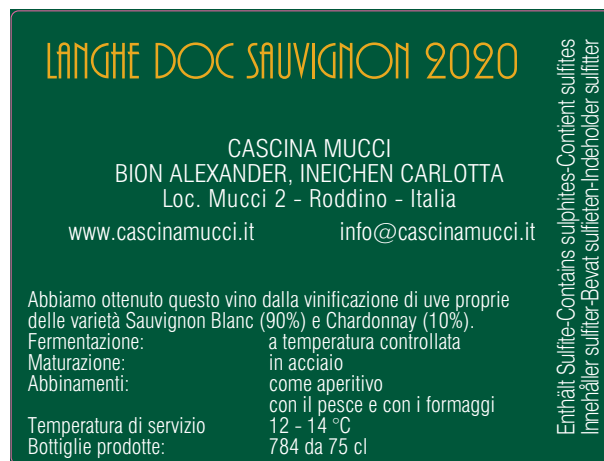 LANGHE DOC SAUVIGNON 2020
CASCINA MUCCI
BION ALEXANDER, INEICHEN CARLOTTA
Loc. Mucci 2 - Roddino - Italia
www.cascinamucci.it info@cascinamucci.it
Abbiamo ottenuto questo vino dalla vinificazione di uve proprie
delle varietà Sauvignon Blanc (90%) e Chardonnay (10%).
Fermentazione: a temperatura controllata
Maturazione: in acciaio
Abbinamenti: come aperitivo
con il pesce e con i formaggi
Temperatura di servizio 12 - 14 °C
Bottiglie prodotte: 784 da 75 cl
Enthält Sulfite-Contains sulphites-Contient sulfites
Innehåller sulfiter-Bevat sulfieten-Indeholder sulfitter